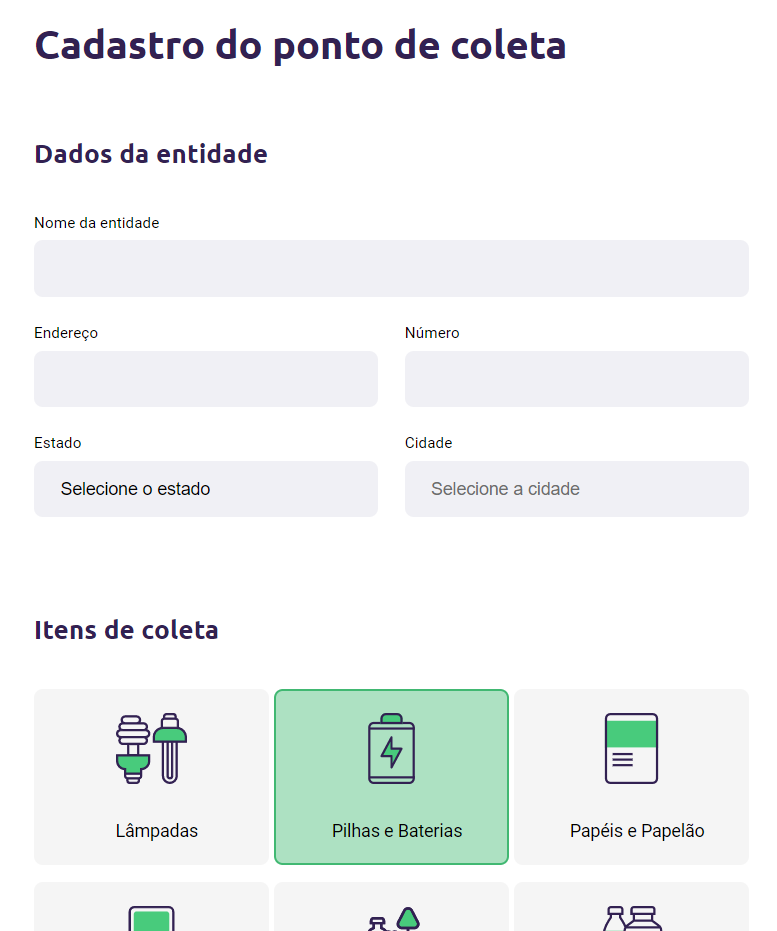 Cadastro do ponto de coleta
Dados da entidade
Nome da entidade
Endereço
Número
Estado
Cidade
Selecione o estado
Selecione a cidade
Itens de coleta
Lâmpadas
Pilhas e Baterias
Papéis e Papelão